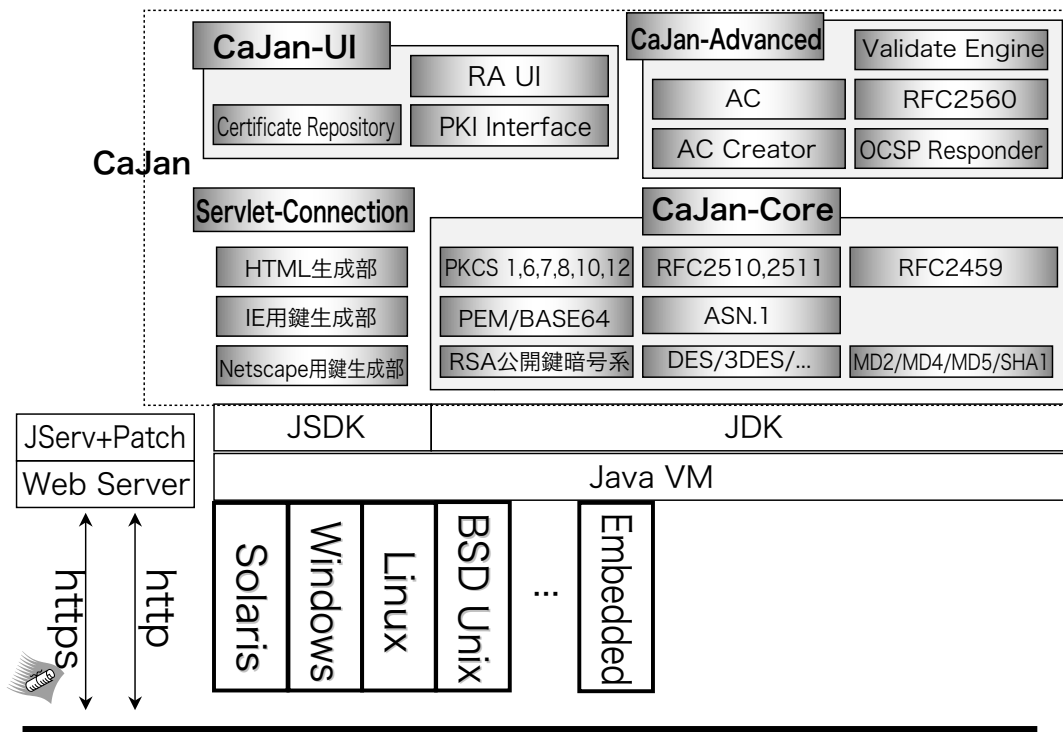 CaJan-UI
RA UI
Certificate Repository
PKI Interface
CaJan-Advanced
Validate Engine
AC
RFC2560
AC Creator
OCSP Responder
CaJan
Servlet-Connection
HTML生成部
IE用鍵生成部
Netscape用鍵生成部
CaJan-Core
PKCS 1,6,7,8,10,12
RFC2510,2511
RFC2459
PEM/BASE64
ASN.1
RSA公開鍵暗号系
DES/3DES/...
MD2/MD4/MD5/SHA1
JServ+Patch
Web Server
JSDK
JDK
Java VM
https
http
Solaris
Windows
Linux
BSD Unix
...
Embedded